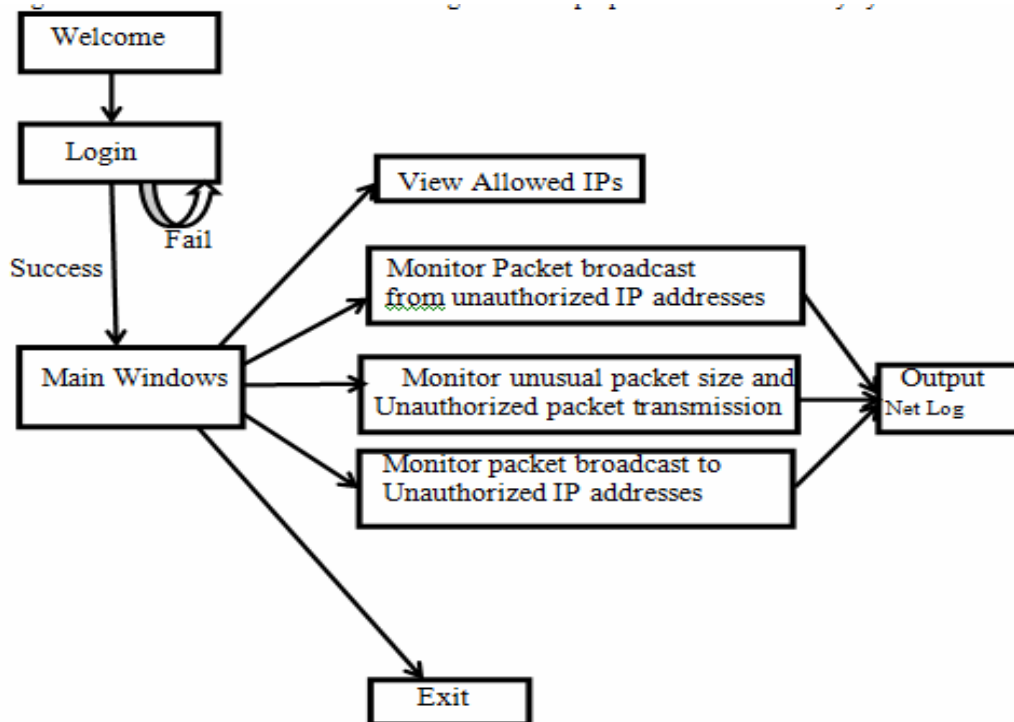 Welcome
Login
Fail
Success
View Allowed IPs
Monitor Packet broadcast
from unauthorized IP addresses
Main Windows
Monitor unusual packet size and
Unauthorized packet transmission
Output
Net Log
Monitor packet broadcast to
Unauthorized IP addresses
Exit